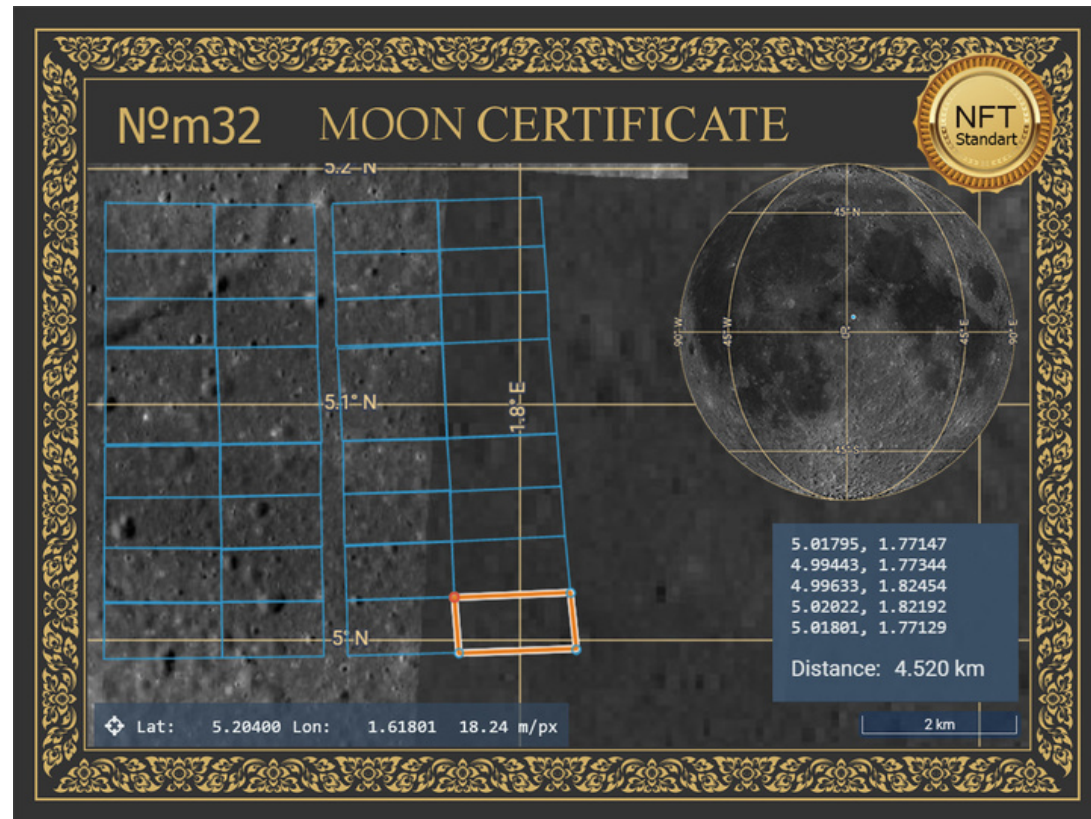 Nºm32
MOON CERTIFICATE
NFT
Standart
5.2° N
5.1° N
5° N
1.8° E
45° N
90° W
45° W
0°
45° E
90° E
45° S
5.01795, 1.77147
4.99443, 1.77344
4.99633, 1.82454
5.02022, 1.82192
5.01801, 1.77129
Distance: 4.520 km
Lat: 5.20400 Lon: 1.61801 18.24 m/px
2 km